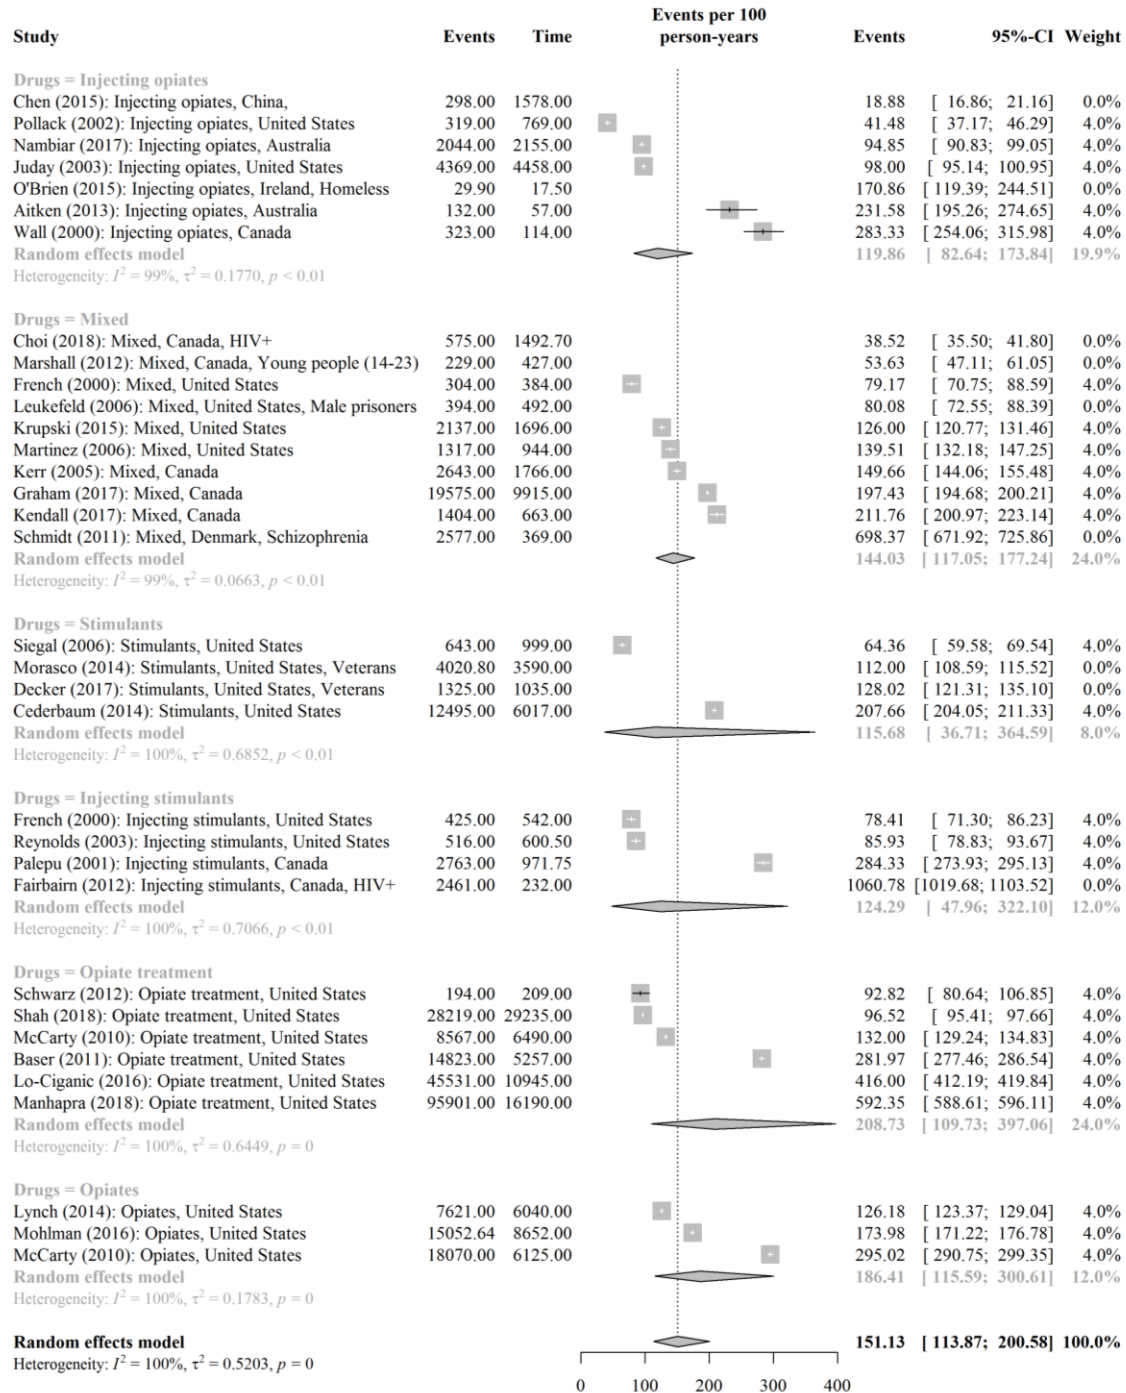 Study Events Time Events per 100 person-years Events 95%-CI Weight
Drugs = Injecting opiates
Chen (2015): Injecting opiates, China, 298.00 1578.00 18.88 [ 16.86; 21.16] 0.0%
Pollack (2002): Injecting opiates, United States 319.00 769.00 41.48 [ 37.17; 46.29] 4.0%
Nambiar (2017): Injecting opiates, Australia 2044.00 2155.00 94.85 [ 90.83; 99.05] 4.0%
Juday (2003): Injecting opiates, United States 4369.00 4458.00 98.00 [ 95.14; 100.95] 4.0%
O'Brien (2015): Injecting opiates, Ireland, Homeless 29.90 17.50 170.86 [119.39; 244.51] 0.0%
Aitken (2013): Injecting opiates, Australia 132.00 57.00 231.58 [195.26; 274.65] 4.0%
Wall (2000): Injecting opiates, Canada 323.00 114.00 283.33 [254.06; 315.98] 4.0%
Random effects model 119.86 [ 82.64; 173.84] 19.9%
Heterogeneity: I² = 99%, τ² = 0.1770, p < 0.01
Drugs = Mixed
Choi (2018): Mixed, Canada, HIV+ 575.00 1492.70 38.52 [ 35.50; 41.80] 0.0%
Marshall (2012): Mixed, Canada, Young people (14-23) 229.00 427.00 53.63 [ 47.11; 61.05] 0.0%
French (2000): Mixed, United States 304.00 384.00 79.17 [ 70.75; 88.59] 4.0%
Leukefeld (2006): Mixed, United States, Male prisoners 394.00 492.00 80.08 [ 72.55; 88.39] 0.0%
Krupski (2015): Mixed, United States 2137.00 1696.00 126.00 [120.77; 131.46] 4.0%
Martinez (2006): Mixed, United States 1317.00 944.00 139.51 [132.18; 147.25] 4.0%
Kerr (2005): Mixed, Canada 2643.00 1766.00 149.66 [144.06; 155.48] 4.0%
Graham (2017): Mixed, Canada 19575.00 9915.00 197.43 [194.68; 200.21] 4.0%
Kendall (2017): Mixed, Canada 1404.00 663.00 211.76 [200.97; 223.14] 4.0%
Schmidt (2011): Mixed, Denmark, Schizophrenia 2577.00 369.00 698.37 [671.92; 725.86] 0.0%
Random effects model 144.03 [117.05; 177.24] 24.0%
Heterogeneity: I² = 99%, τ² = 0.0663, p < 0.01
Drugs = Stimulants
Siegal (2006): Stimulants, United States 643.00 999.00 64.36 [ 59.58; 69.54] 4.0%
Morasco (2014): Stimulants, United States, Veterans 4020.80 3590.00 112.00 [108.59; 115.52] 0.0%
Decker (2017): Stimulants, United States, Veterans 1325.00 1035.00 128.02 [121.31; 135.10] 0.0%
Cederbaum (2014): Stimulants, United States 12495.00 6017.00 207.66 [204.05; 211.33] 4.0%
Random effects model 115.68 [ 36.71; 364.59] 8.0%
Heterogeneity: I² = 100%, τ² = 0.6852, p < 0.01
Drugs = Injecting stimulants
French (2000): Injecting stimulants, United States 425.00 542.00 78.41 [ 71.30; 86.23] 4.0%
Reynolds (2003): Injecting stimulants, United States 516.00 600.50 85.93 [ 78.83; 93.67] 4.0%
Palepu (2001): Injecting stimulants, Canada 2763.00 971.75 284.33 [273.93; 295.13] 4.0%
Fairbairn (2012): Injecting stimulants, Canada, HIV+ 2461.00 232.00 1060.78 [1019.68; 1103.52] 0.0%
Random effects model 124.29 [ 47.96; 322.10] 12.0%
Heterogeneity: I² = 100%, τ² = 0.7066, p < 0.01
Drugs = Opiate treatment
Schwarz (2012): Opiate treatment, United States 194.00 209.00 92.82 [ 80.64; 106.85] 4.0%
Shah (2018): Opiate treatment, United States 28219.00 29235.00 96.52 [ 95.41; 97.66] 4.0%
McCarty (2010): Opiate treatment, United States 8567.00 6490.00 132.00 [129.24; 134.83] 4.0%
Baser (2011): Opiate treatment, United States 14823.00 5257.00 281.97 [277.46; 286.54] 4.0%
Lo-Ciganic (2016): Opiate treatment, United States 45531.00 10945.00 416.00 [412.19; 419.84] 4.0%
Manhapra (2018): Opiate treatment, United States 95901.00 16190.00 592.35 [588.61; 596.11] 4.0%
Random effects model 208.73 [109.73; 397.06] 24.0%
Heterogeneity: I² = 100%, τ² = 0.6449, p = 0
Drugs = Opiates
Lynch (2014): Opiates, United States 7621.00 6040.00 126.18 [123.37; 129.04] 4.0%
Mohlman (2016): Opiates, United States 15052.64 8652.00 173.98 [171.22; 176.78] 4.0%
McCarty (2010): Opiates, United States 18070.00 6125.00 295.02 [290.75; 299.35] 4.0%
Random effects model 186.41 [115.59; 300.61] 12.0%
Heterogeneity: I² = 100%, τ² = 0.1783, p = 0
Random effects model 151.13 [113.87; 200.58] 100.0%
Heterogeneity: I² = 100%, τ² = 0.5203, p = 0
0 100 200 300 400